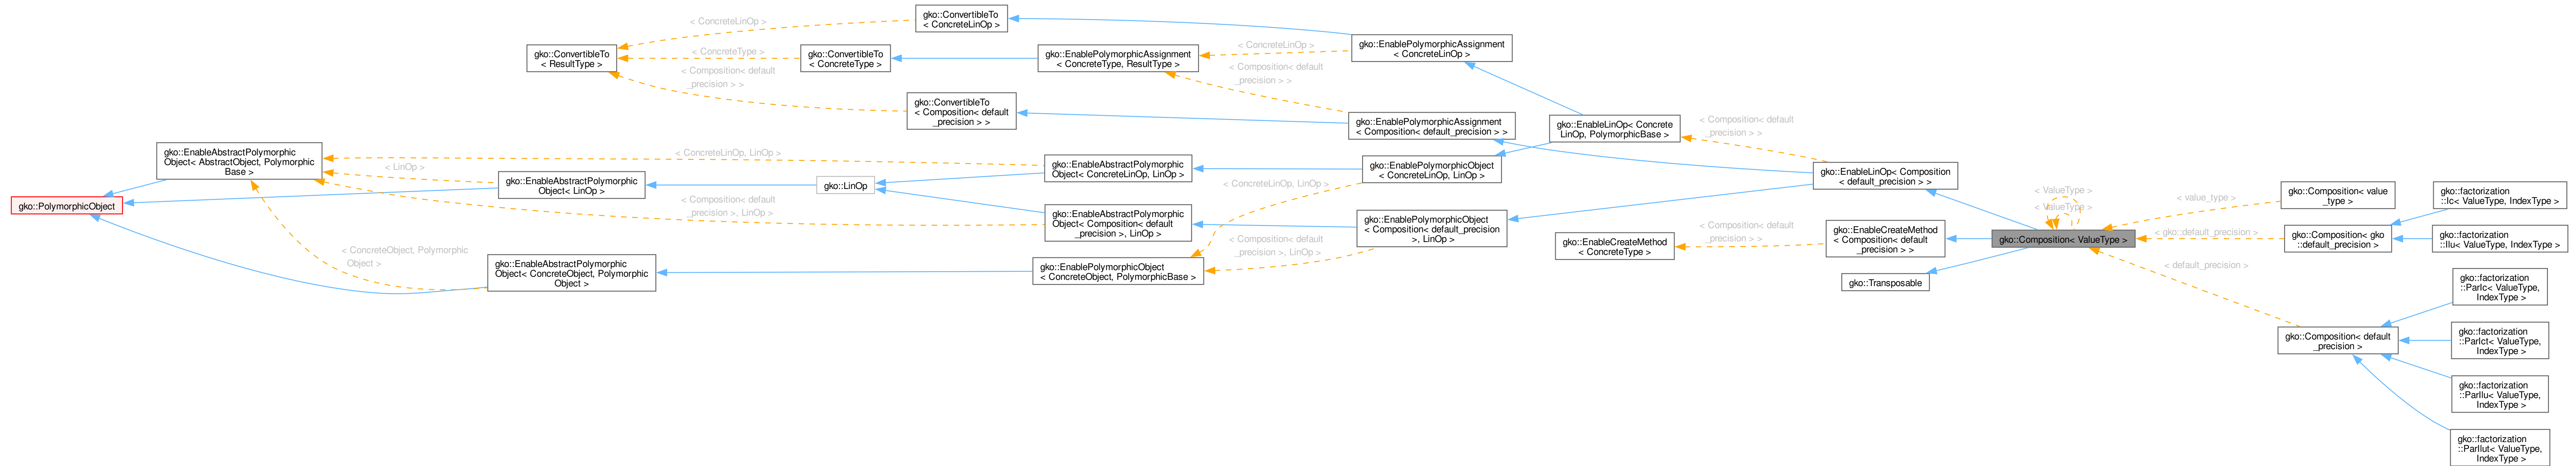 gko::PolymorphicObject
gko::EnableAbstractPolymorphic
Object< AbstractObject, Polymorphic
Base >
< ConcreteObject, Polymorphic
Object >
< LinOp >
gko::EnableAbstractPolymorphic
Object< LinOp >
gko::EnableAbstractPolymorphic
Object< ConcreteObject, Polymorphic
Object >
gko::ConvertibleTo
< ResultType >
< ConcreteLinOp >
< ConcreteType >
< Composition< default
_precision > >
< ConcreteLinOp, LinOp >
< Composition< default
_precision >, LinOp >
gko::ConvertibleTo
< ConcreteLinOp >
gko::ConvertibleTo
< ConcreteType >
gko::ConvertibleTo
< Composition< default
_precision > >
gko::LinOp
gko::EnablePolymorphicAssignment
< ConcreteType, ResultType >
gko::EnableAbstractPolymorphic
Object< ConcreteLinOp, LinOp >
gko::EnableAbstractPolymorphic
Object< Composition< default
_precision >, LinOp >
gko::EnablePolymorphicObject
< ConcreteObject, PolymorphicBase >
< ConcreteLinOp >
< Composition< default
_precision > >
< ConcreteLinOp, LinOp >
< Composition< default
_precision >, LinOp >
gko::EnablePolymorphicAssignment
< ConcreteLinOp >
gko::EnablePolymorphicAssignment
< Composition< default_precision > >
gko::EnablePolymorphicObject
< ConcreteLinOp, LinOp >
gko::EnablePolymorphicObject
< Composition< default_precision
>, LinOp >
gko::EnableLinOp< Concrete
LinOp, PolymorphicBase >
gko::EnableCreateMethod
< ConcreteType >
< Composition< default
_precision > >
< Composition< default
_precision > >
gko::EnableLinOp< Composition
< default_precision > >
gko::EnableCreateMethod
< Composition< default
_precision > >
gko::Transposable
< ValueType >
< ValueType >
gko::Composition< ValueType >
< value_type >
< gko::default_precision >
< default_precision >
gko::Composition< value
_type >
gko::Composition< gko
::default_precision >
gko::Composition< default
_precision >
gko::factorization
::Ic< ValueType, IndexType >
gko::factorization
::Ilu< ValueType, IndexType >
gko::factorization
::ParIc< ValueType,
IndexType >
gko::factorization
::ParIct< ValueType,
IndexType >
gko::factorization
::ParIlu< ValueType,
IndexType >
gko::factorization
::ParIlut< ValueType,
IndexType >